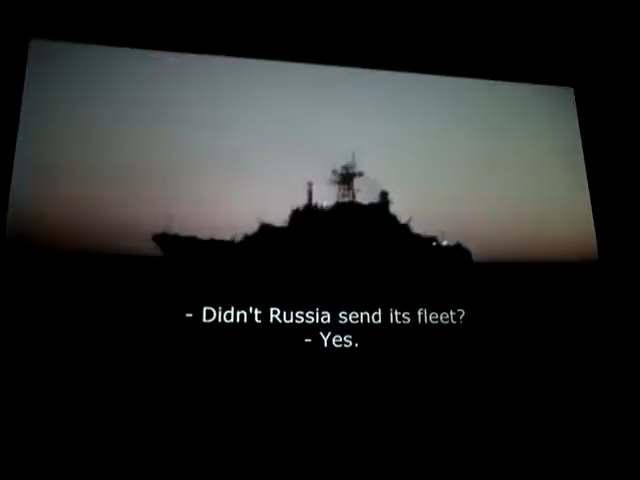 - Didn't Russia send its fleet?
- Yes.